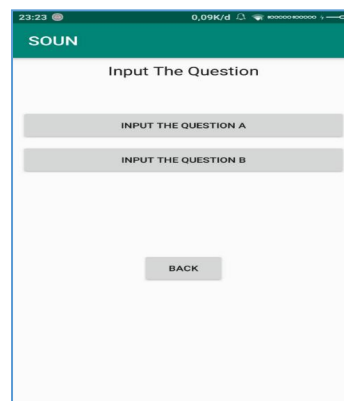 23:23
0,09K/d
SOUN
Input The Question
INPUT THE QUESTION A
INPUT THE QUESTION B
BACK